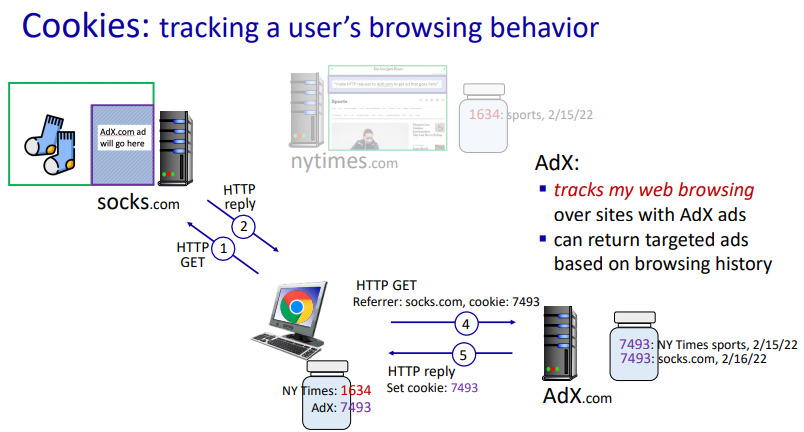 Cookies: tracking a user's browsing behavior
The New York Times
"make HTTP request to AdX.com to get ad that goes here"
Sports
1634: sports, 2/15/22
nytimes.com
AdX.com ad
will go here
socks.com
AdX:
▪ tracks my web browsing
over sites with AdX ads
▪ can return targeted ads
based on browsing history
HTTP
reply
2
1
HTTP
GET
HTTP GET
Referrer: socks.com, cookie: 7493
4
5
HTTP reply
Set cookie: 7493
7493: NY Times sports, 2/15/22
7493: socks.com, 2/16/22
AdX.com
NY Times: 1634
AdX: 7493